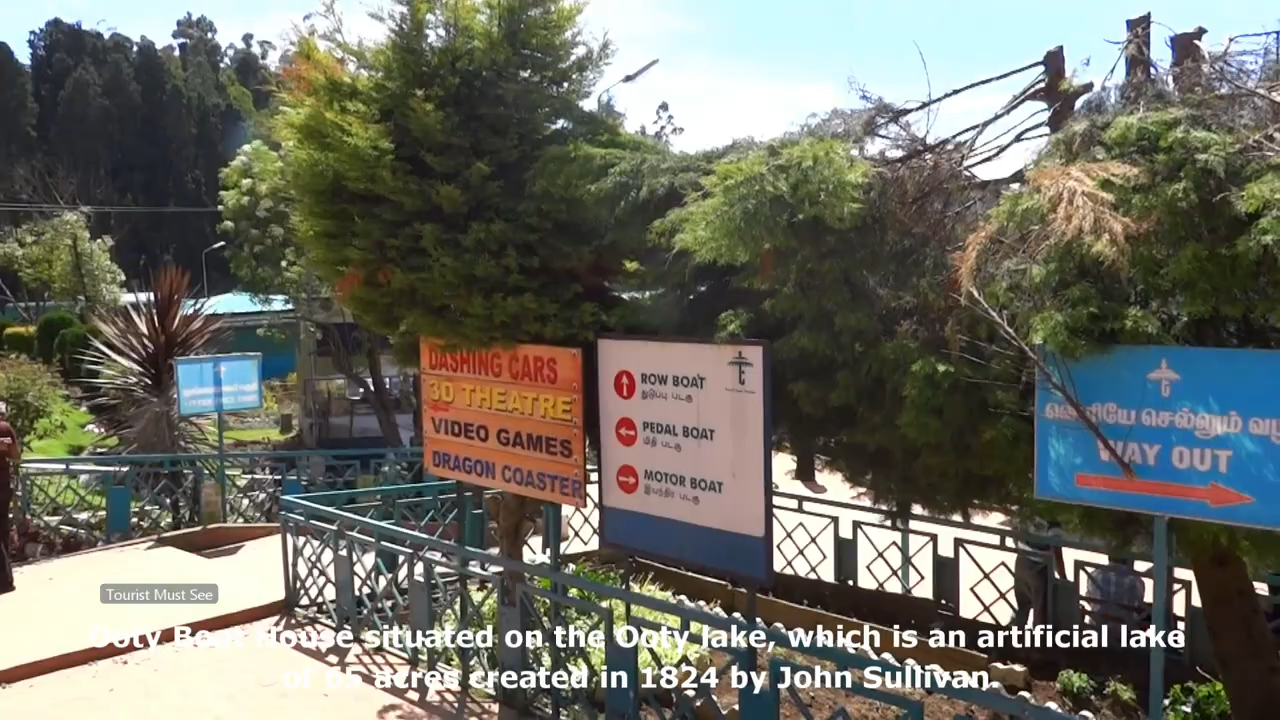 DASHING CARS
3D THEATRE
VIDEO GAMES
DRAGON COASTER
ROW BOAT
துடுப்பு படகு
PEDAL BOAT
மிதி படகு
MOTOR BOAT
இயந்திர படகு
செல்லும்
WAY OUT
Tourist Must See
Ooty Boat House situated on the Ooty lake, which is an artificial lake
of 65 acres created in 1824 by John Sullivan.